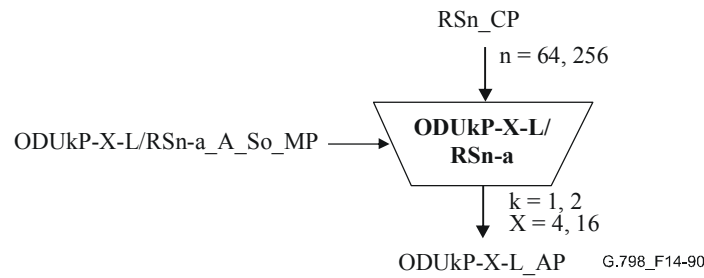 RSn_CP
n = 64, 256
ODUkP-X-L/
RSn-a
ODUkP-X-L/RSn-a_A_So_MP
k = 1, 2
X = 4, 16
ODUkP-X-L_AP
G.798_F14-90